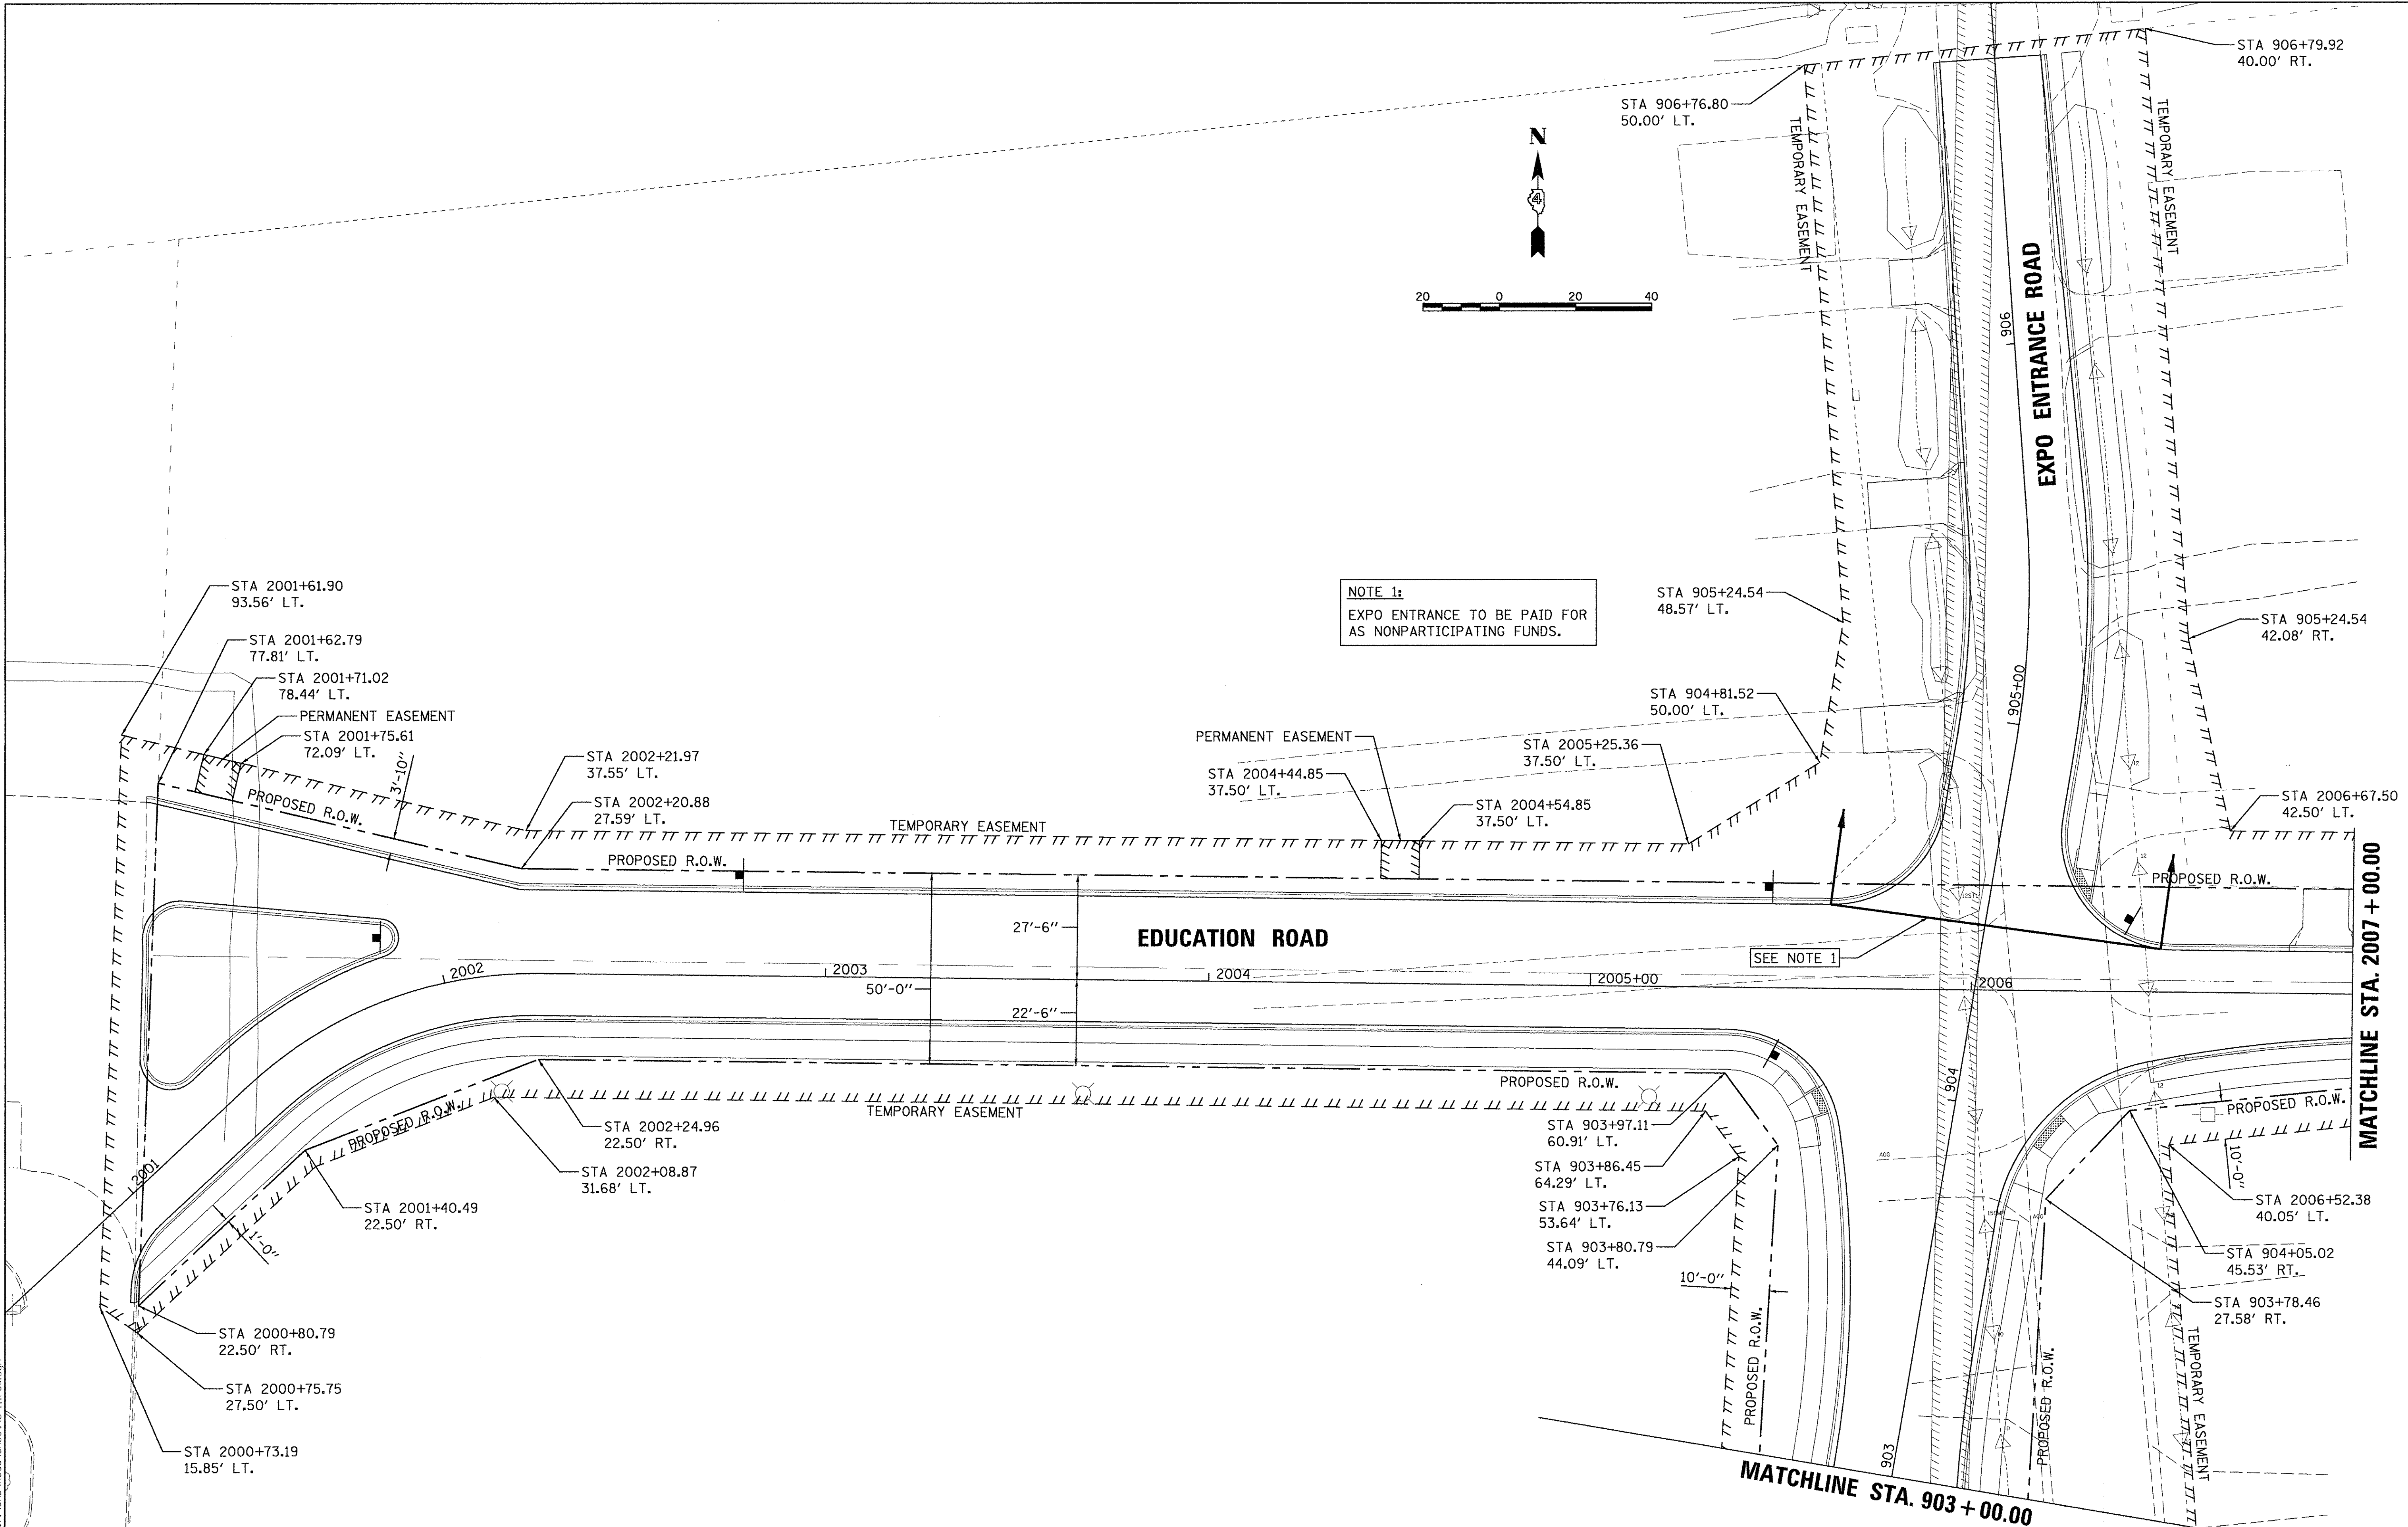 STA 906+79.92
40.00' RT.
STA 906+76.80
50.00' LT.
TEMPORARY EASEMENT
TEMPORARY EASEMENT
N
4
20 0 20 40
906
EXPO ENTRANCE ROAD
NOTE 1:
EXPO ENTRANCE TO BE PAID FOR
AS NONPARTICIPATING FUNDS.
STA 905+24.54
48.57' LT.
STA 905+24.54
42.08' RT.
STA 2001+61.90
93.56' LT.
STA 2001+62.79
77.81' LT.
STA 2001+71.02
78.44' LT.
PERMANENT EASEMENT
STA 2001+75.61
72.09' LT.
3'-10"
PROPOSED R.O.W.
STA 2002+21.97
37.55' LT.
STA 2002+20.88
27.59' LT.
PROPOSED R.O.W.
TEMPORARY EASEMENT
PERMANENT EASEMENT
STA 2004+44.85
37.50' LT.
STA 2004+54.85
37.50' LT.
STA 2005+25.36
37.50' LT.
STA 904+81.52
50.00' LT.
905+00
STA 2006+67.50
42.50' LT.
PROPOSED R.O.W.
12
12
MATCHLINE STA. 2007 + 00.00
27'-6"
EDUCATION ROAD
SEE NOTE 1
2002
2003
2004
2005+00
2006
50'-0"
22'-6"
2001
904
PROPOSED R.O.W.
STA 2002+24.96
22.50' RT.
STA 2002+08.87
31.68' LT.
TEMPORARY EASEMENT
PROPOSED R.O.W.
STA 903+97.11
60.91' LT.
STA 903+86.45
64.29' LT.
STA 903+76.13
53.64' LT.
STA 903+80.79
44.09' LT.
10'-0"
PROPOSED R.O.W.
AGG
AGG
12
PROPOSED R.O.W.
10'-0"
STA 2006+52.38
40.05' LT.
STA 904+05.02
45.53' RT.
STA 903+78.46
27.58' RT.
STA 2001+40.49
22.50' RT.
1'-0"
STA 2000+80.79
22.50' RT.
STA 2000+75.75
27.50' LT.
STA 2000+73.19
15.85' LT.
903
PROPOSED R.O.W.
TEMPORARY EASEMENT
MATCHLINE STA. 903 + 00.00